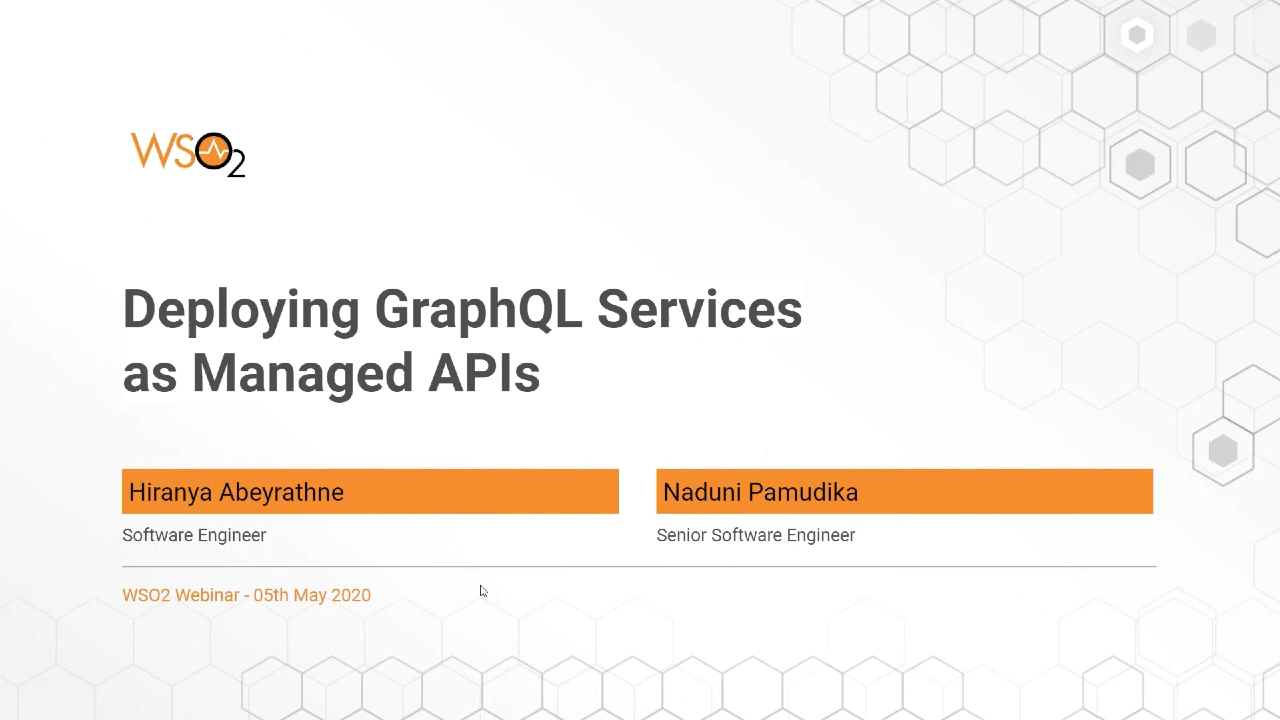 WSO2
Deploying GraphQL Services
as Managed APIs
Hiranya Abeyrathne
Naduni Pamudika
Software Engineer
Senior Software Engineer
WSO2 Webinar - 05th May 2020